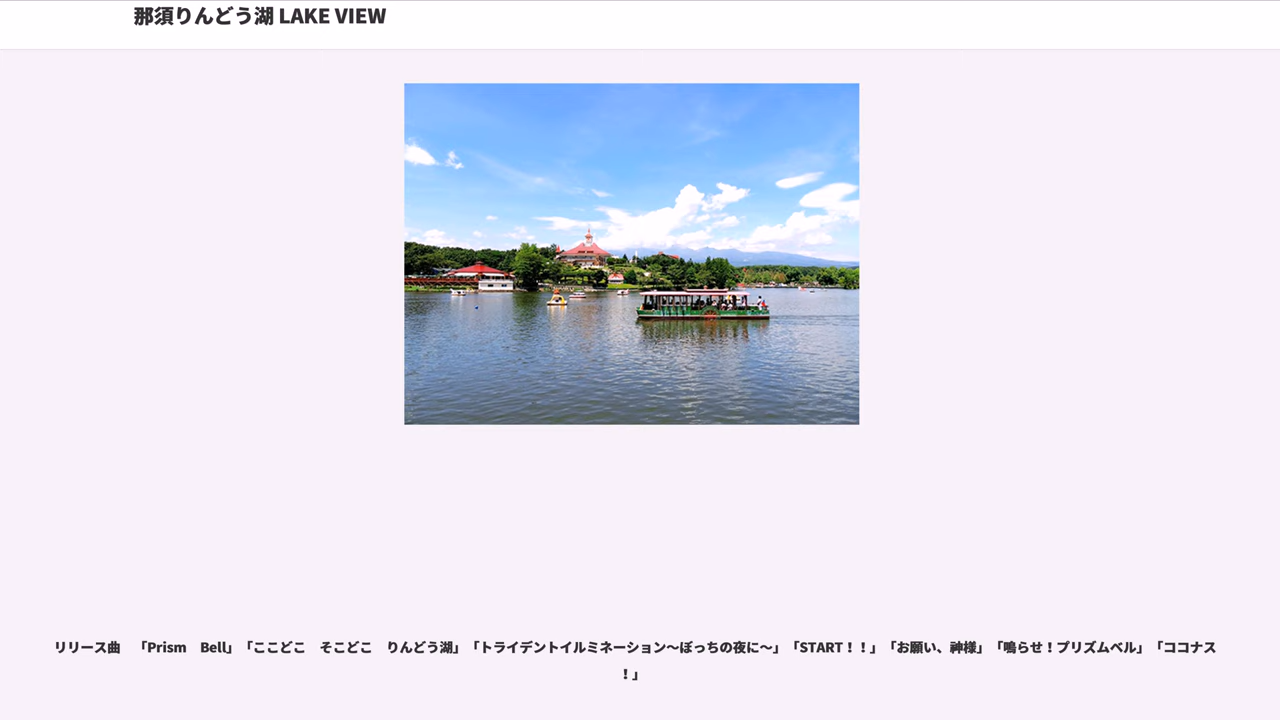 那須りんどう湖 LAKE VIEW
リリース曲　「Prism　Bell」「ここどこ　そこどこ　りんどう湖」「トライデントイルミネーション～ぼっちの夜に～」「START！！」「お願い、神様」「鳴らせ！プリズムベル」「ココナス
！」